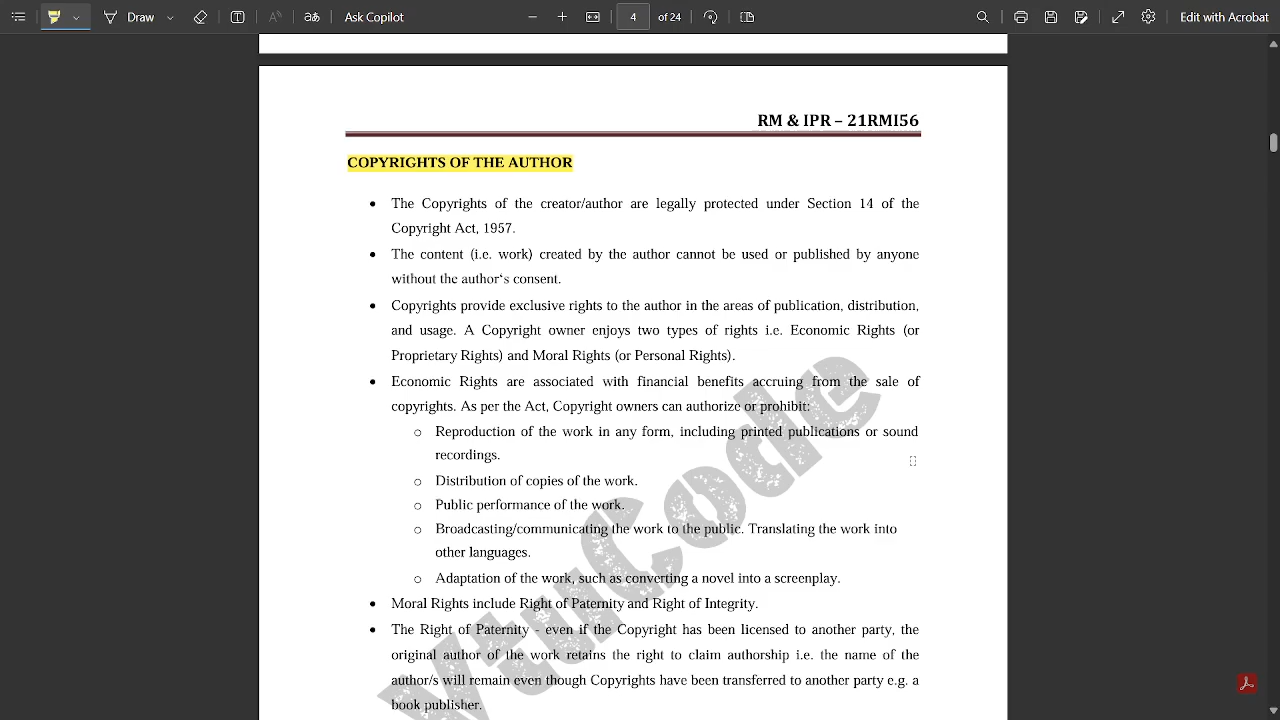 Draw
Ask Copilot
4
of 24
Edit with Acrobat
RM & IPR – 21RMI56
COPYRIGHTS OF THE AUTHOR
• The Copyrights of the creator/author are legally protected under Section 14 of the
Copyright Act, 1957.
• The content (i.e. work) created by the author cannot be used or published by anyone
without the author‘s consent.
• Copyrights provide exclusive rights to the author in the areas of publication, distribution,
and usage. A Copyright owner enjoys two types of rights i.e. Economic Rights (or
Proprietary Rights) and Moral Rights (or Personal Rights).
• Economic Rights are associated with financial benefits accruing from the sale of
copyrights. As per the Act, Copyright owners can authorize or prohibit:
o Reproduction of the work in any form, including printed publications or sound
recordings.
o Distribution of copies of the work.
o Public performance of the work.
o Broadcasting/communicating the work to the public. Translating the work into
other languages.
o Adaptation of the work, such as converting a novel into a screenplay.
• Moral Rights include Right of Paternity and Right of Integrity.
• The Right of Paternity - even if the Copyright has been licensed to another party, the
original author of the work retains the right to claim authorship i.e. the name of the
author/s will remain even though Copyrights have been transferred to another party e.g. a
book publisher.
VtuCode